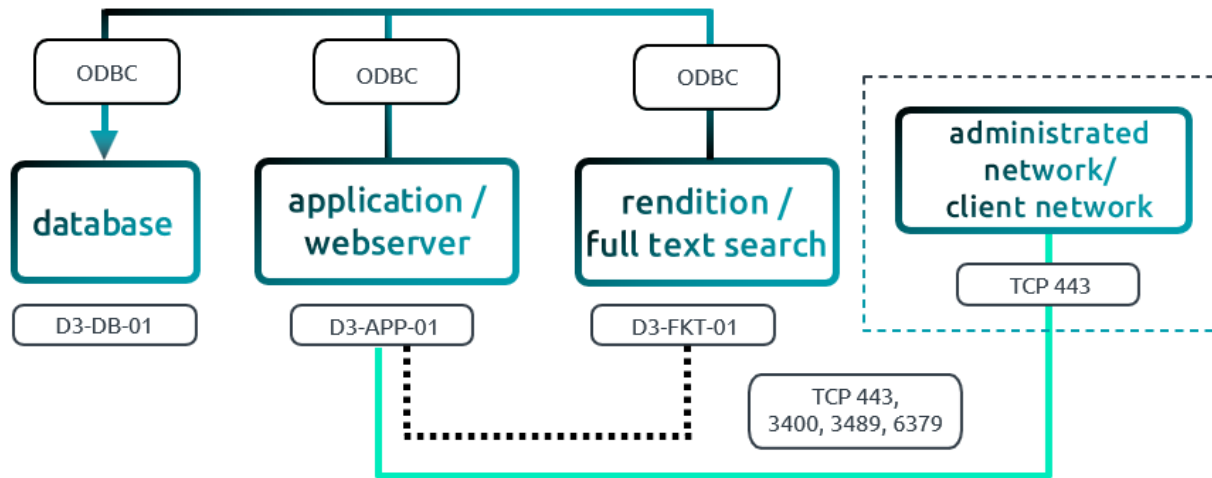 ODBC
ODBC
ODBC
database
application /
webserver
rendition /
full text search
administrated
network/
client network
TCP 443
D3-DB-01
D3-APP-01
D3-FKT-01
TCP 443,
3400, 3489, 6379